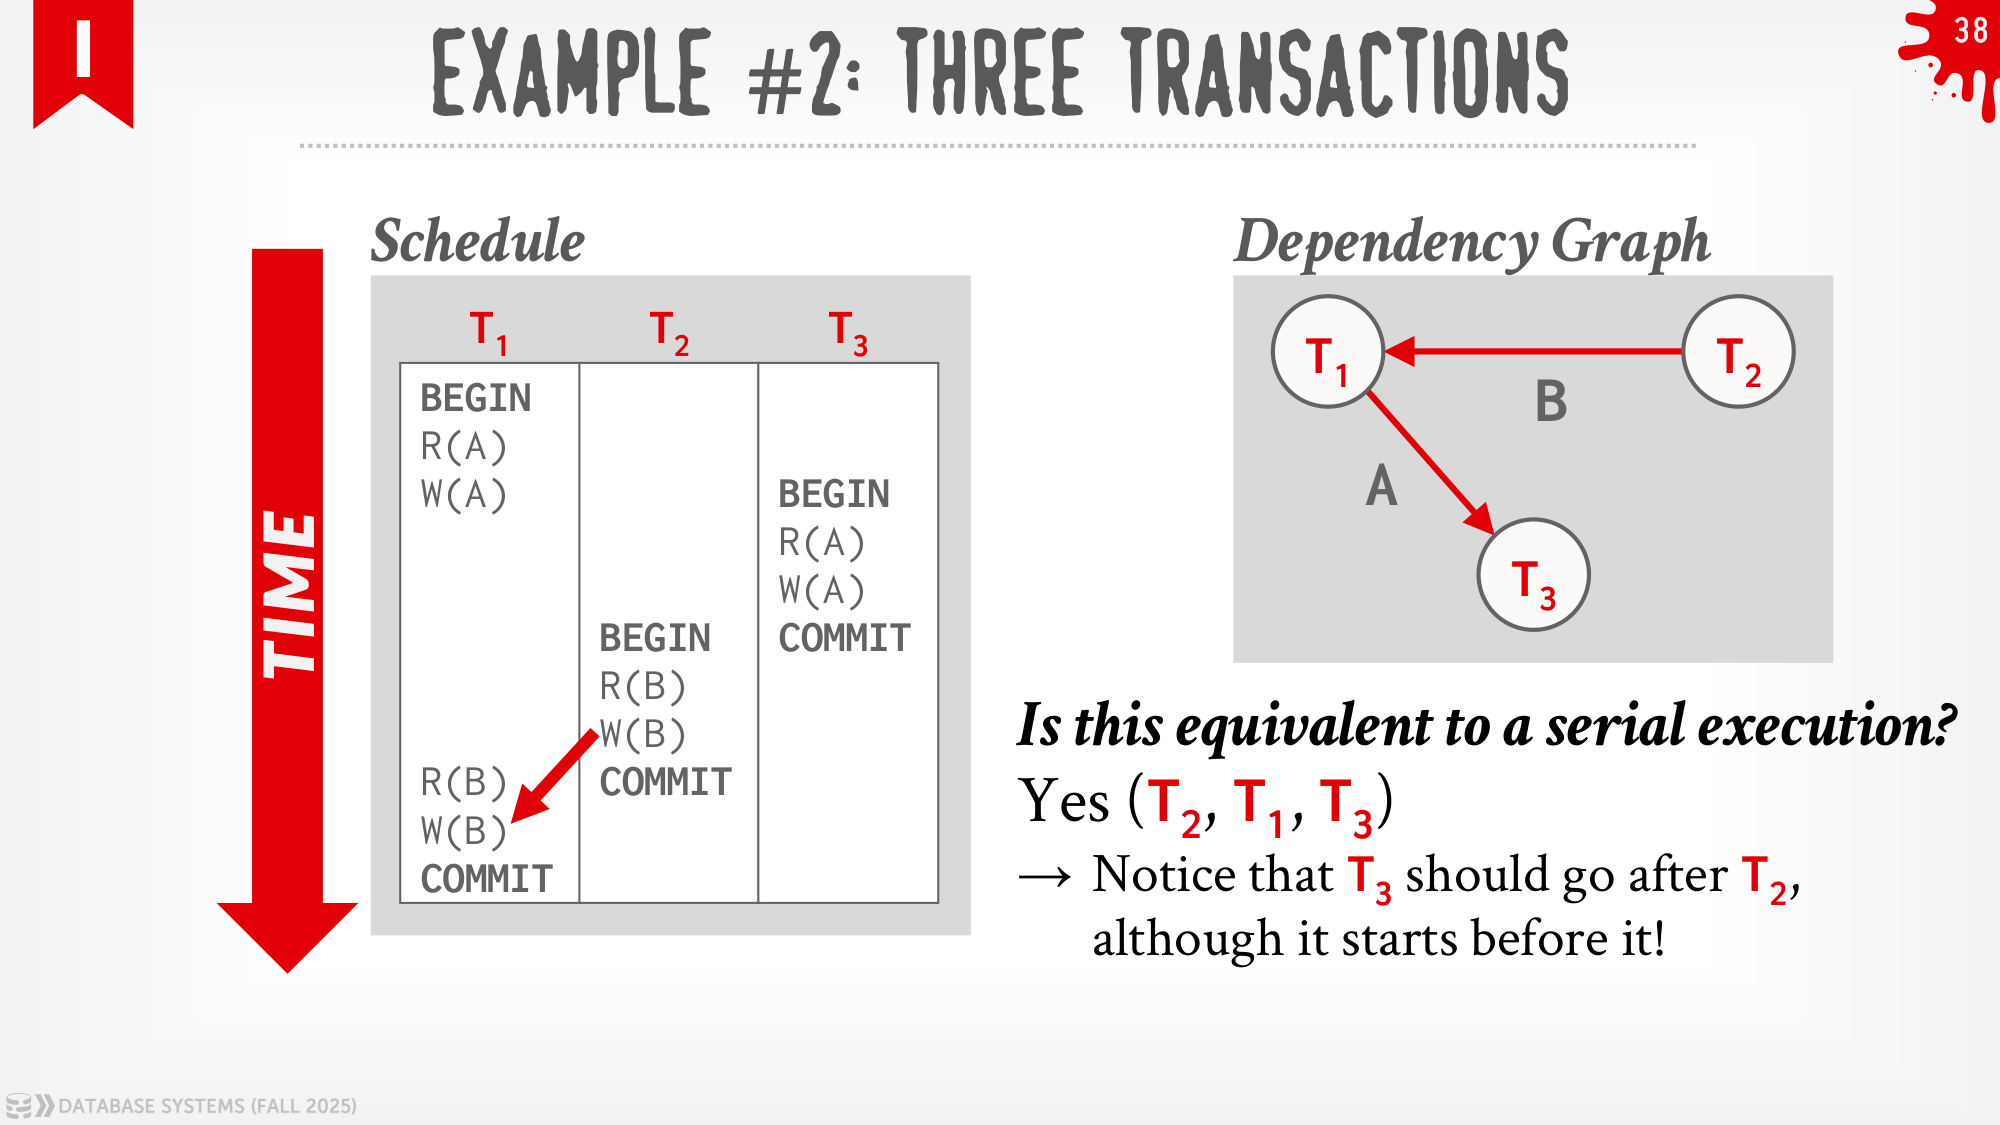 I
EXAMPLE #2: THREE TRANSACTIONS
38
Schedule
TIME
T1 T2 T3
BEGIN
R(A)
W(A)
R(B)
W(B)
COMMIT
BEGIN
R(B)
W(B)
COMMIT
BEGIN
R(A)
W(A)
COMMIT
Dependency Graph
T1
T2
B
A
T3
Is this equivalent to a serial execution?
Yes (T2, T1, T3)
→ Notice that T3 should go after T2,
although it starts before it!
DATABASE SYSTEMS (FALL 2025)